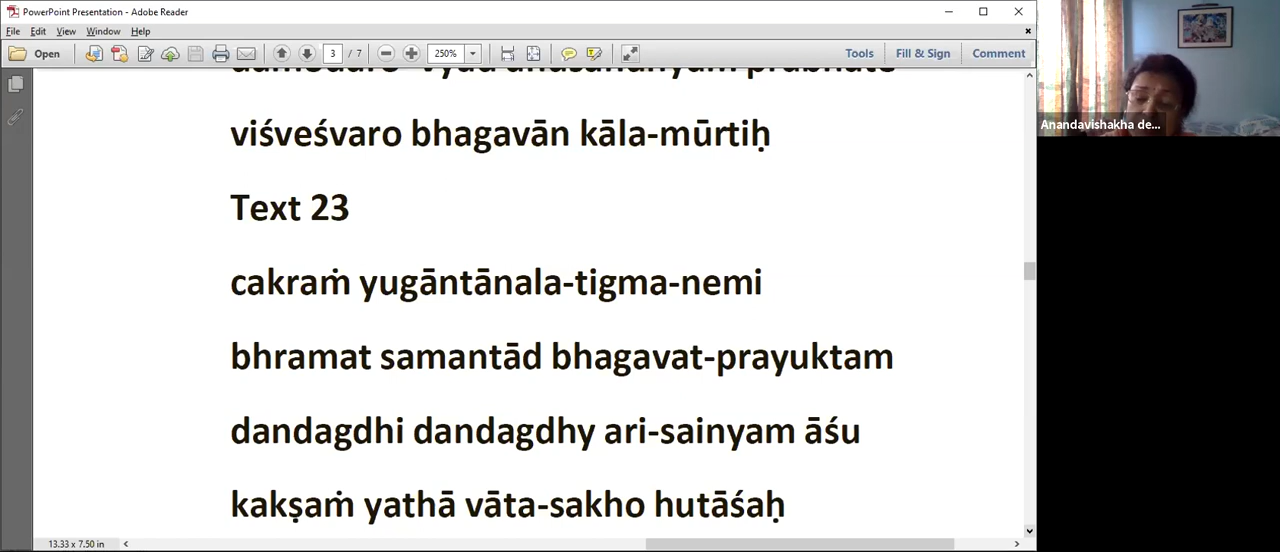 PowerPoint Presentation - Adobe Reader
File Edit View Window Help
Open 3 / 7 250% Tools Fill & Sign Comment
viśveśvaro bhagavān kāla-mūrtiḥ
Text 23
cakraṁ yugāntānala-tigma-nemi
bhramat samantād bhagavat-prayuktam
dandagdhi dandagdhy ari-sainyam āśu
kakṣaṁ yathā vāta-sakho hutāśaḥ
13.33 x 7.50 in
Anandavishakha de...